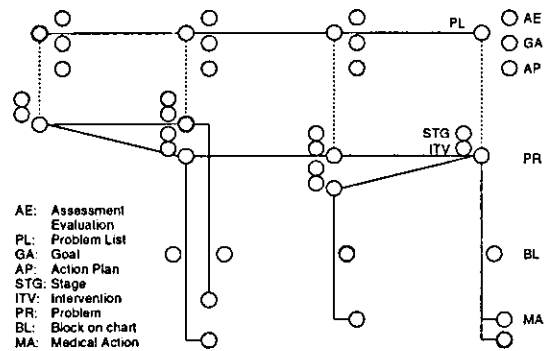 PL
AE
GA
AP
STG
ITV
PR
AE: Assessment
Evaluation
PL: Problem List
GA: Goal
AP: Action Plan
STG: Stage
ITV: Intervention
PR: Problem
BL: Block on chart
MA: Medical Action
BL
MA